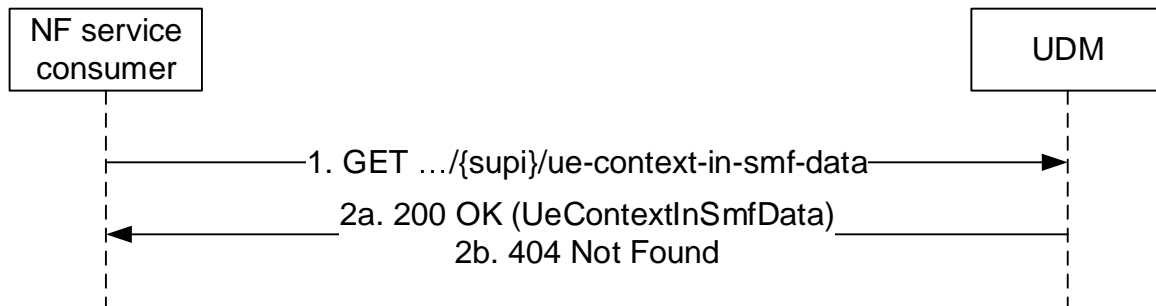 NF service
consumer
UDM
1. GET …/{supi}/ue-context-in-smf-data
2a. 200 OK (UeContextInSmfData)
2b. 404 Not Found